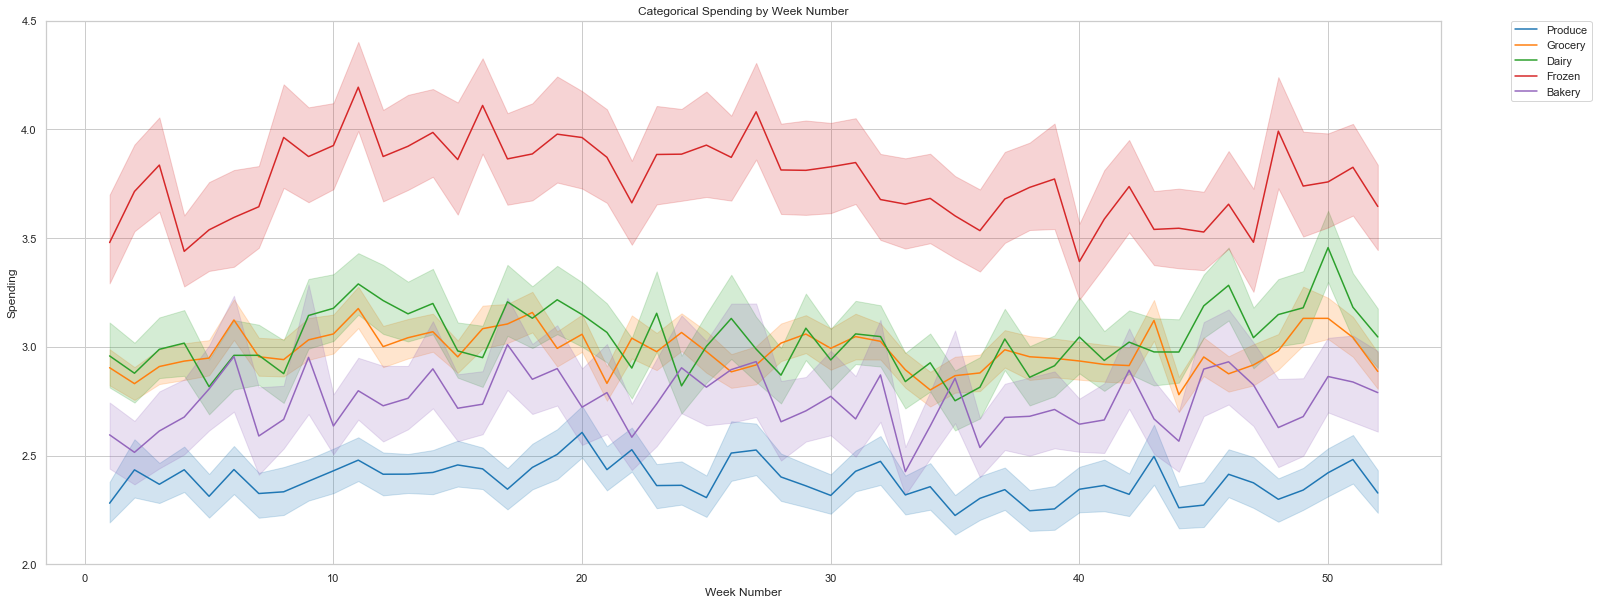 Categorical Spending by Week Number
Produce
Grocery
Dairy
Frozen
Bakery
4.5
4.0
3.5
3.0
2.5
2.0
Spending
0 10 20 30 40 50
Week Number